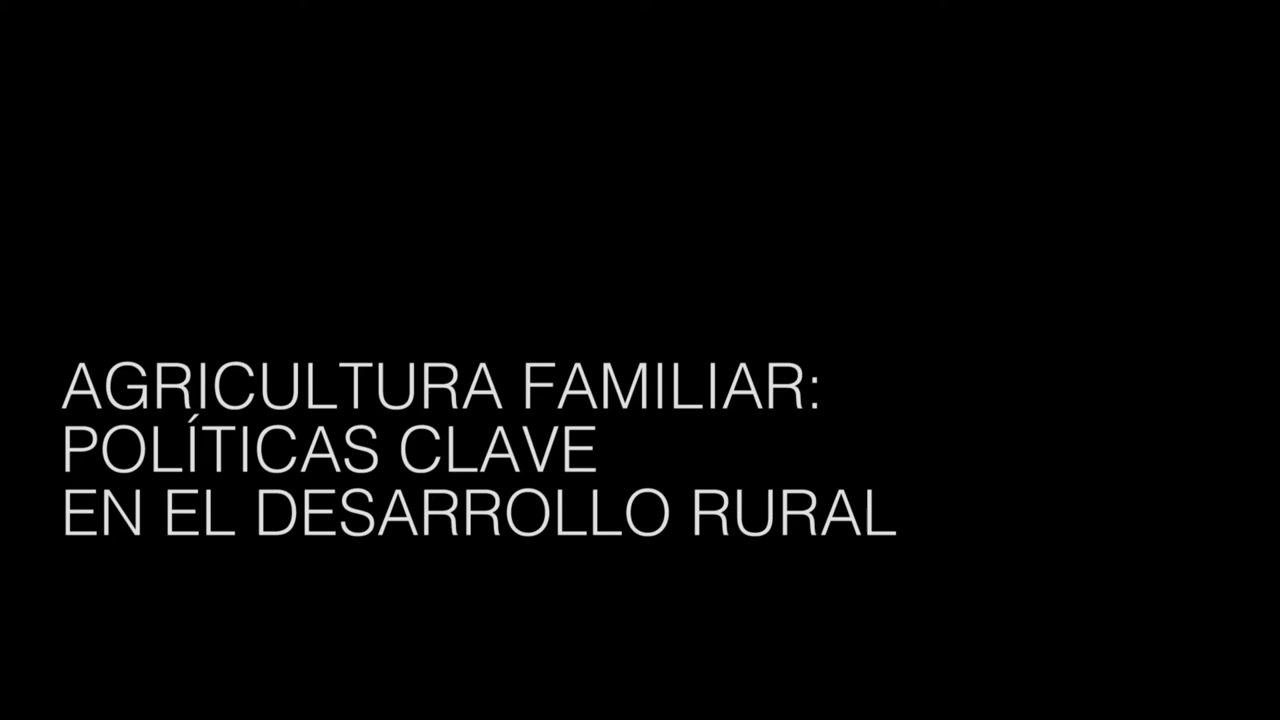 AGRICULTURA FAMILIAR:
POLÍTICAS CLAVE
EN EL DESARROLLO RURAL